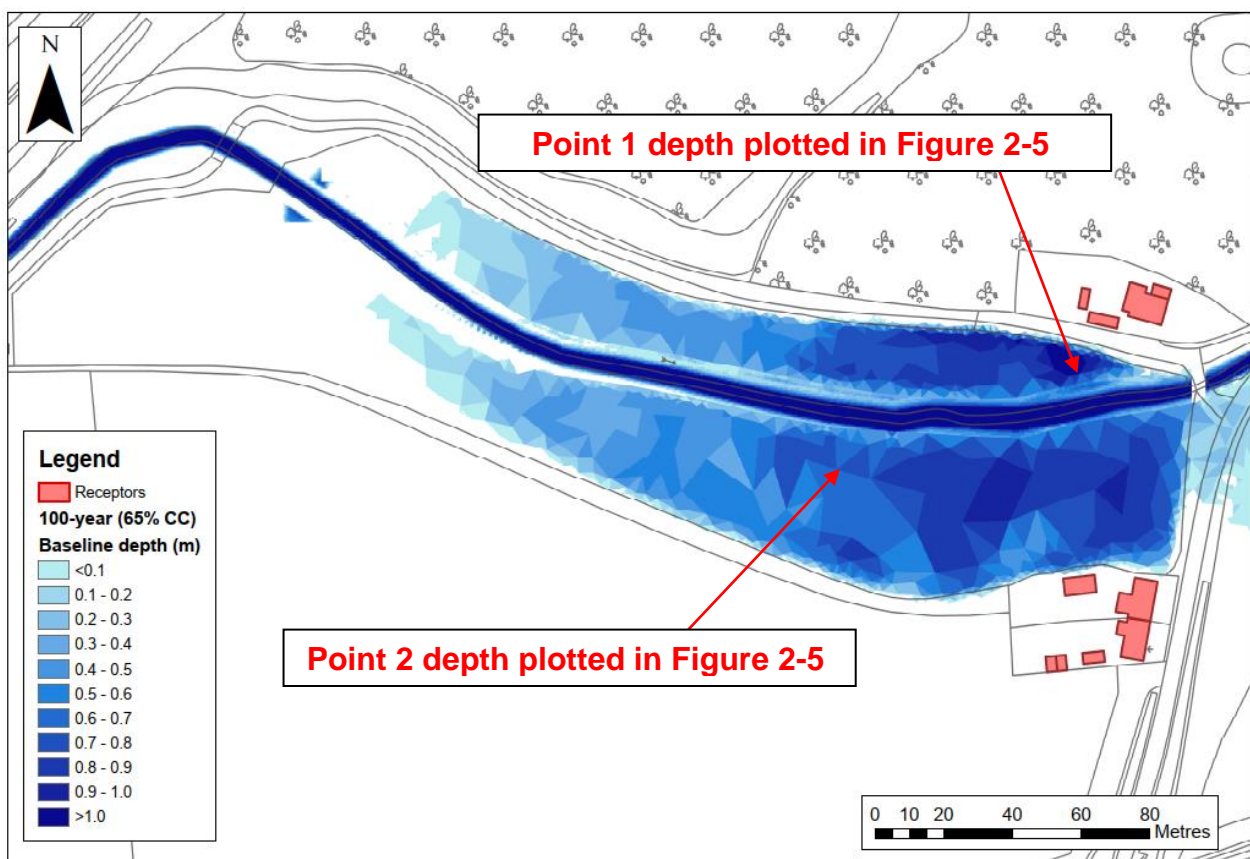 N
Point 1 depth plotted in Figure 2-5
Point 2 depth plotted in Figure 2-5
Legend
Receptors
100-year (65% CC)
Baseline depth (m)
<0.1
0.1 - 0.2
0.2 - 0.3
0.3 - 0.4
0.4 - 0.5
0.5 - 0.6
0.6 - 0.7
0.7 - 0.8
0.8 - 0.9
0.9 - 1.0
>1.0
0 10 20 40 60 80
Metres